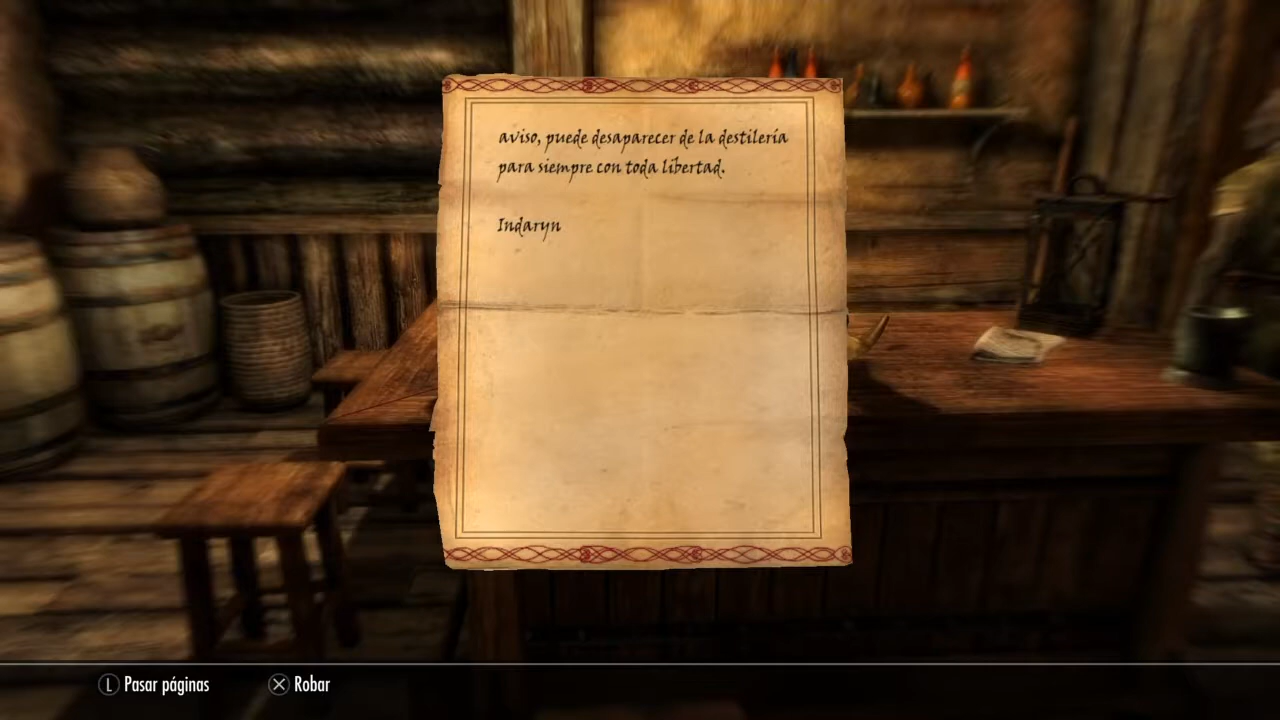 aviso, puede desaparecer de la destilería
para siempre con toda libertad.
Indaryn
L Pasar páginas X Robar